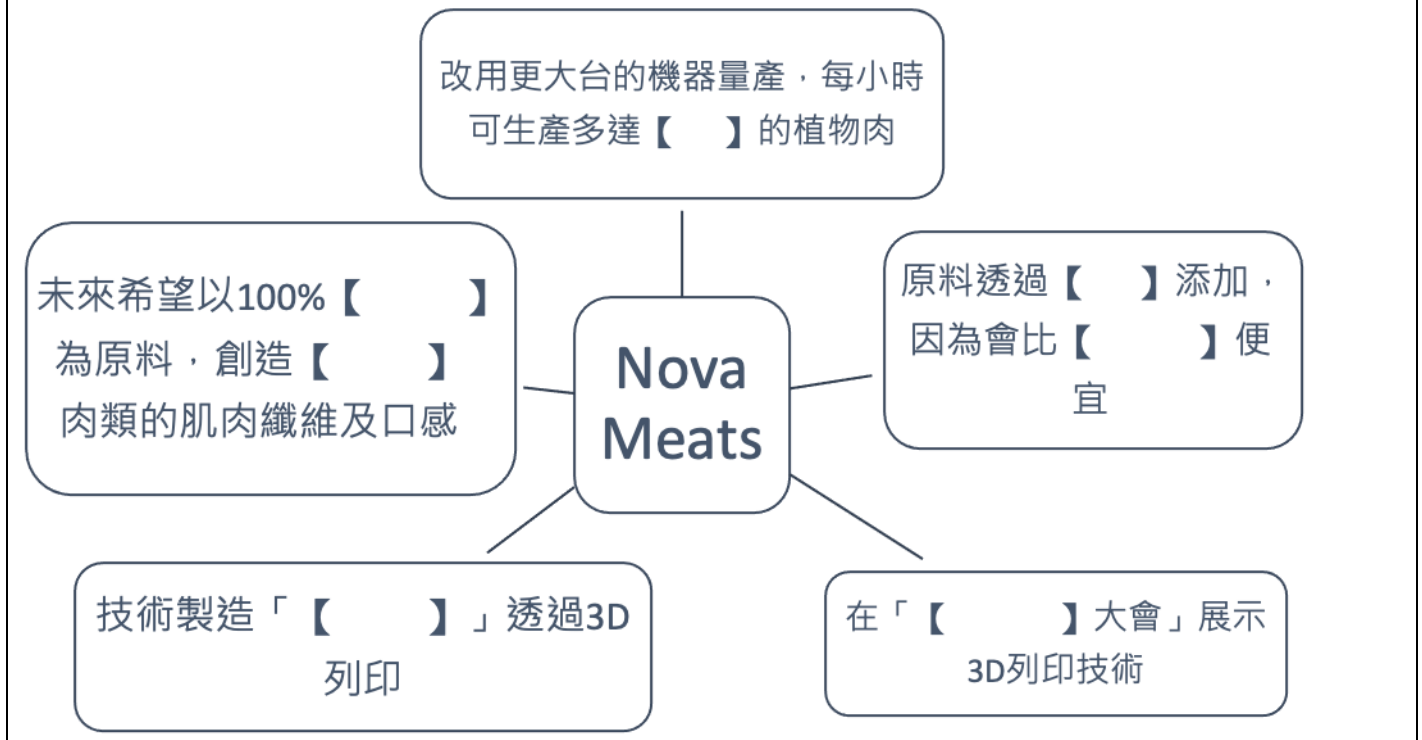 改用更大台的機器量產，每小時
可生產多達【　】的植物肉
未來希望以100%【　　】
為原料，創造【　　】
肉類的肌肉纖維及口感
Nova
Meats
原料透過【　】添加，
因為會比【　　】便
宜
技術製造「【　　】」透過3D
列印
在「【　　】大會」展示
3D列印技術